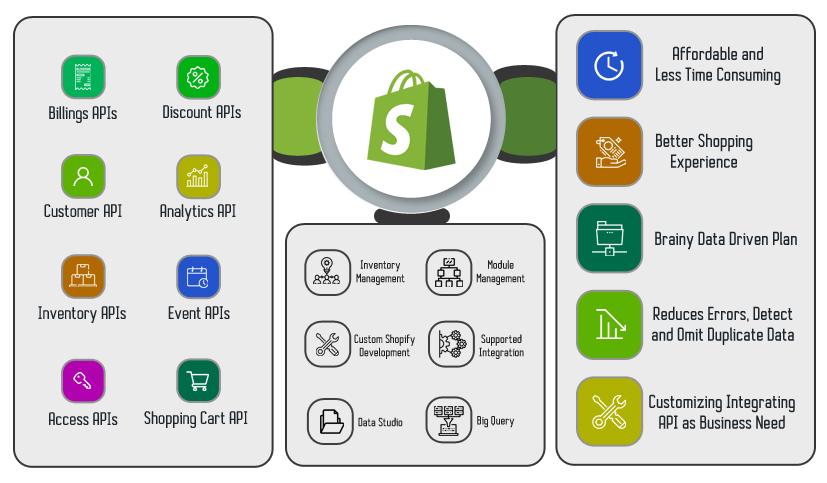 Billings APIs
Discount APIs
Customer API
Analytics API
Inventory APIs
Event APIs
Access APIs
Shopping Cart API
S
Inventory
Management
Module
Management
Custom Shopify
Development
Supported
Integration
Data Studio
Big Query
Affordable and
Less Time Consuming
Better Shopping
Experience
Brainy Data Driven Plan
Reduces Errors, Detect
and Omit Duplicate Data
Customizing Integrating
API as Business Need